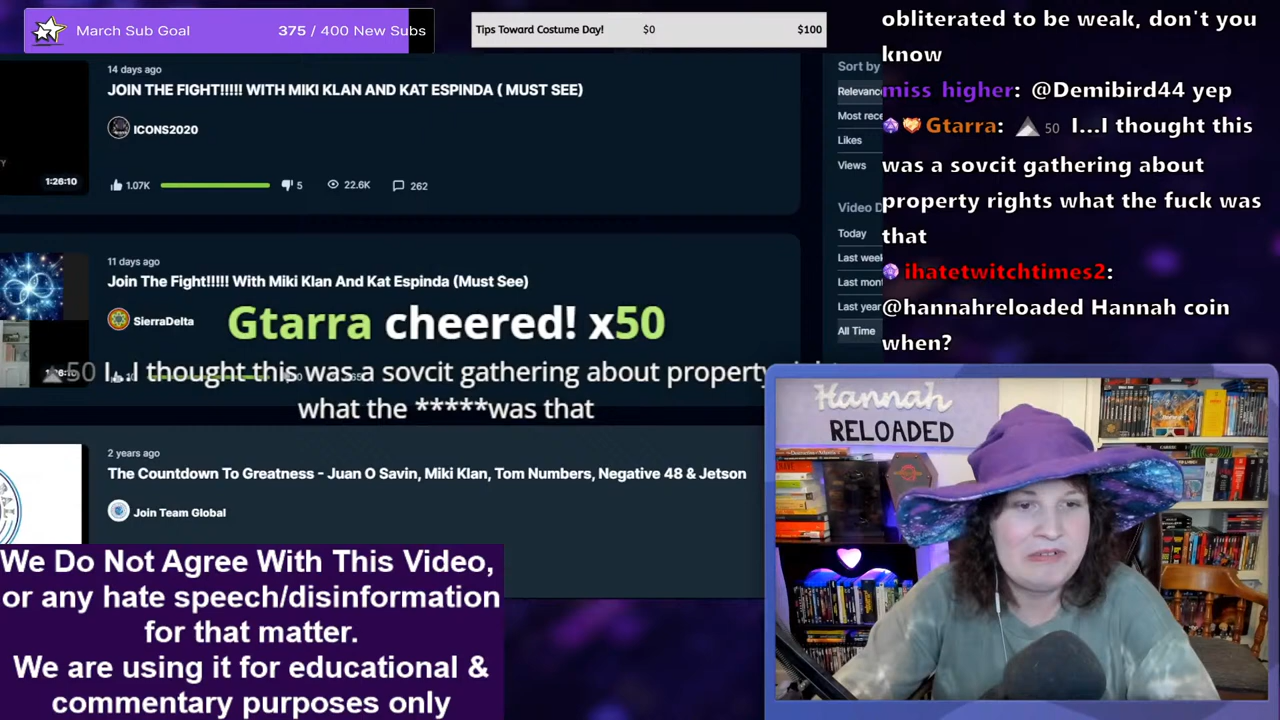 March Sub Goal 375 / 400 New Subs
Tips Toward Costume Day! $0 $100
14 days ago
JOIN THE FIGHT!!!!! WITH MIKI KLAN AND KAT ESPINDA ( MUST SEE)
ICONS2020
1:26:10
1.07K 5 22.6K 262
11 days ago
Join The Fight!!!!! With Miki Klan And Kat Espinda (Must See)
SierraDelta
Gtarra cheered! x50
50 I...I thought this was a sovcit gathering about property
what the *****was that
2 years ago
The Countdown To Greatness - Juan O Savin, Miki Klan, Tom Numbers, Negative 48 & Jetson
Join Team Global
We Do Not Agree With This Video,
or any hate speech/disinformation
for that matter.
We are using it for educational &
commentary purposes only
Sort by
Relevanc
Most rece
Likes
Views
Video D
Today
Last weel
Last mon
Last year
All Time
obliterated to be weak, don't you
know
miss higher: @Demibird44 yep
Gtarra: 50 I...I thought this
was a sovcit gathering about
property rights what the fuck was
that
ihatetwitchtimes2:
@hannahreloaded Hannah coin
when?
Hannah
RELOADED